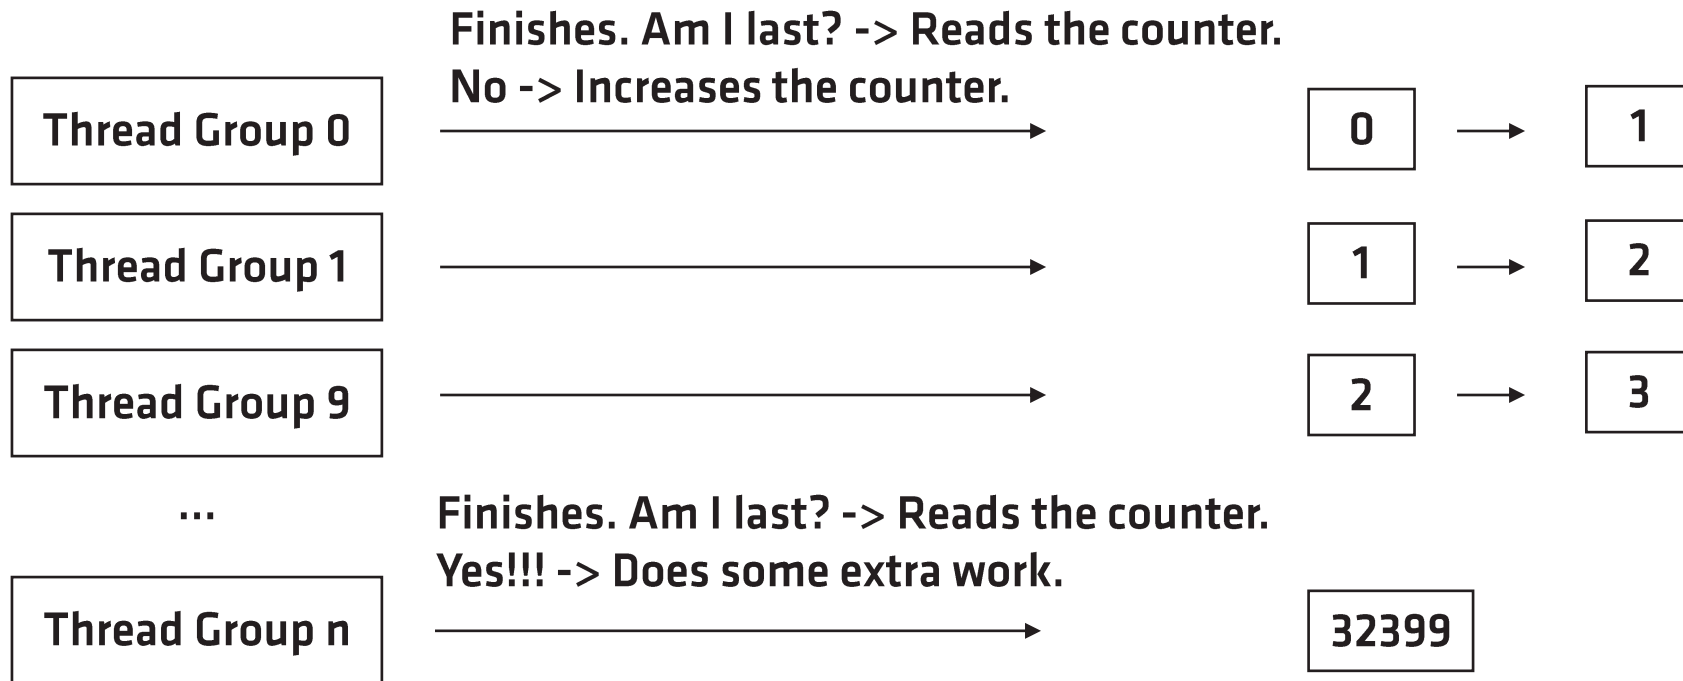 Finishes. Am I last? -> Reads the counter.
No -> Increases the counter.
Thread Group 0
0
1
Thread Group 1
1
2
Thread Group 9
2
3
...
Finishes. Am I last? -> Reads the counter.
Yes!!! -> Does some extra work.
Thread Group n
32399